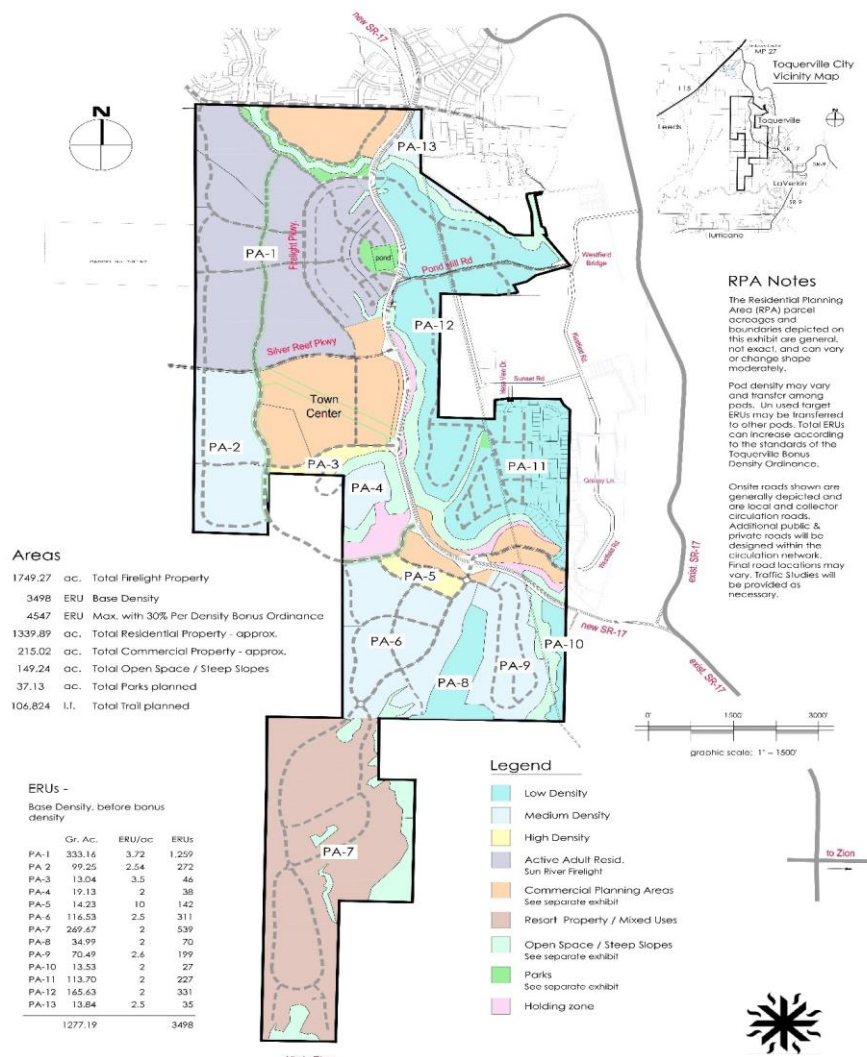 new SR-17
MP 27
Toquerville City
Vicinity Map
I 15
Toquerville
Leeds
N
SR 17
SR-9
LaVerkin
SR 9
Hurricane
N
PA-13
PA-1
Firelight Pkwy.
pond
Pond Hill Rd
Westfield
Bridge
PA-12
Silver Reef Pkwy
Sunset Rd
Town
Center
PA-2
PA-3
PA-4
PA-11
Westfield Rd
exist. SR-17
PA-5
new SR-17
PA-6
PA-10
PA-9
PA-8
exist. SR-17
PA-7
RPA Notes
The Residential Planning
Area (RPA) parcel
acreages and
boundaries depicted on
this exhibit are general,
not exact, and can vary
or change shape
moderately.
Pod density may vary
and transfer among
pods. Un used target
ERUs may be transferred
to other pods. Total ERUs
can increase according
to the standards of the
Toquerville Bonus
Density Ordinance.
Onsite roads shown are
generally depicted and
are local and collector
circulation roads.
Additional public &
private roads will be
designed within the
circulation network.
Final road locations may
vary. Traffic Studies will
be provided as
necessary.
Areas
1749.27 ac. Total Firelight Property
3498 ERU Base Density
4547 ERU Max. with 30% Per Density Bonus Ordinance
1339.89 ac. Total Residential Property - approx.
215.02 ac. Total Commercial Property - approx.
149.24 ac. Total Open Space / Steep Slopes
37.13 ac. Total Parks planned
106,824 l.f. Total Trail planned
0' 1500 3000'
graphic scale: 1" – 1500'
ERUs -
Base Density, before bonus
density
Gr. Ac. ERU/ac ERUs
PA-1 333.16 3.72 1,259
PA 2 99.25 2.54 272
PA-3 13.04 3.5 46
PA-4 19.13 2 38
PA-5 14.23 10 142
PA-6 116.53 2.5 311
PA-7 269.67 2 539
PA-8 34.99 2 70
PA-9 70.49 2.6 199
PA-10 13.53 2 27
PA-11 113.70 2 227
PA-12 165.63 2 331
PA-13 13.84 2.5 35
1277.19 3498
Legend
Low Density
Medium Density
High Density
Active Adult Resid.
Sun River Firelight
Commercial Planning Areas
See separate exhibit
Resort Property / Mixed Uses
Open Space / Steep Slopes
See separate exhibit
Parks
See separate exhibit
Holding zone
to Zion